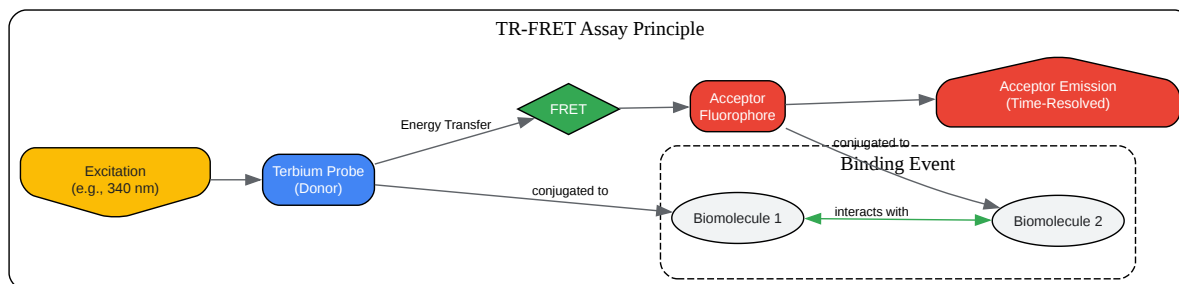 TR-FRET Assay Principle
Excitation
(e.g., 340 nm)
Terbium Probe
(Donor)
Energy Transfer
FRET
Acceptor
Fluorophore
Acceptor Emission
(Time-Resolved)
conjugated to
conjugated to
Binding Event
Biomolecule 1
interacts with
Biomolecule 2